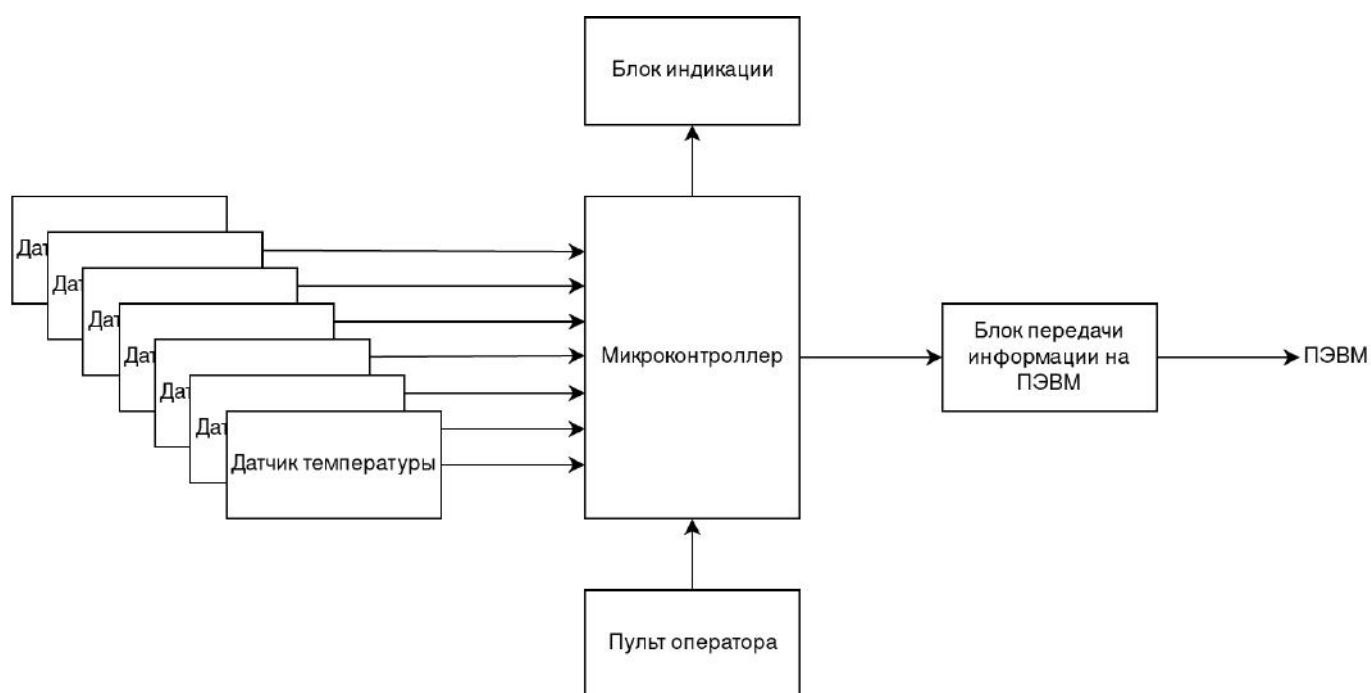 Блок индикации
Дат
Дат
Дат
Дат
Дат
Дат
Датчик температуры
Микроконтроллер
Блок передачи
информации на
ПЭВМ
ПЭВМ
Пульт оператора